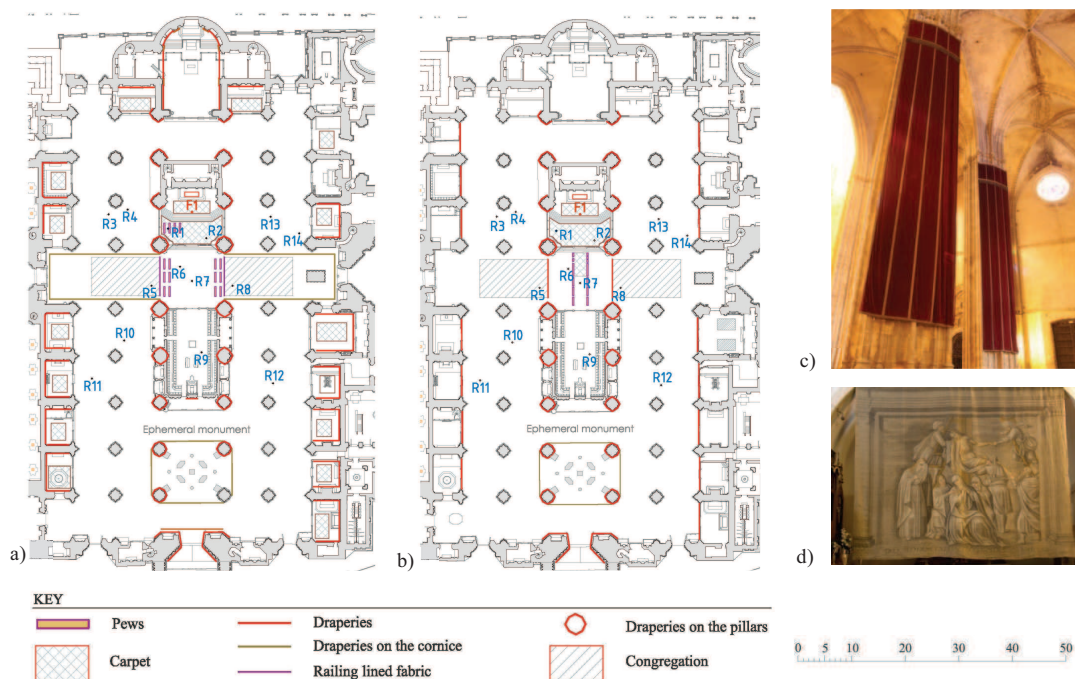 F1
R1
R2
R3
R4
R13
R14
R6
R7
R5
R8
R10
R9
R11
R12
Ephemeral monument
a)
F1
R1
R2
R3
R4
R13
R14
R6
R7
R5
R8
R10
R9
R11
R12
Ephemeral monument
b)
c)
d)
KEY
Pews
Carpet
Draperies
Draperies on the cornice
Railing lined fabric
Draperies on the pillars
Congregation
0 5 10 20 30 40 50